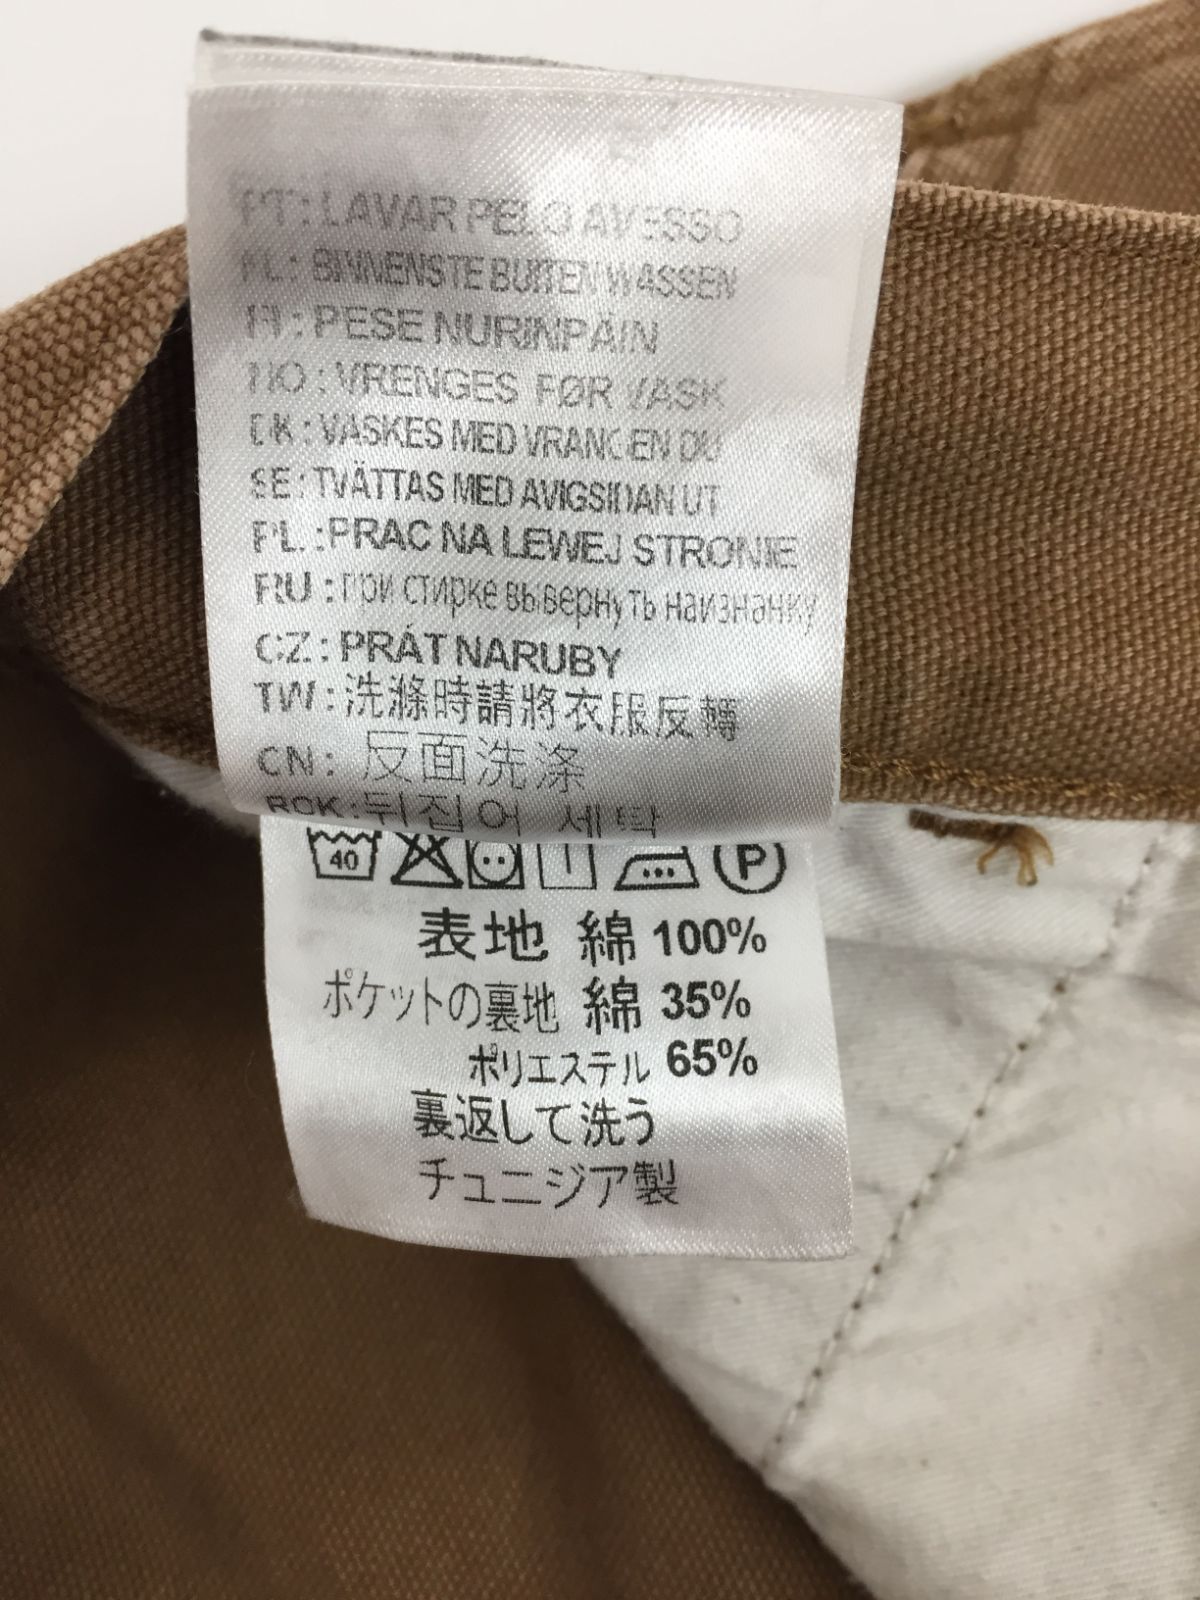 PT: LAVAR PELO AVESSO
NL: BINNENSTE BUITEN WASSEN
FI: PESE NURINPÄIN
NO: VRENGES FØR VASK
DK: VASKES MED VRANGEN UD
SE: TVÄTTAS MED AVIGSIDAN UT
PL.: PRAC NA LEWEJ STRONIE
RU: при стирке вывернуть наизнанку
CZ: PRÁT NARUBY
TW: 洗滌時請將衣服反轉
CN: 反面洗涤
ROK: 뒤집어 세탁
40 P
表地 綿 100%
ポケットの裏地 綿 35%
ポリエステル 65%
裏返して洗う
チュニジア製